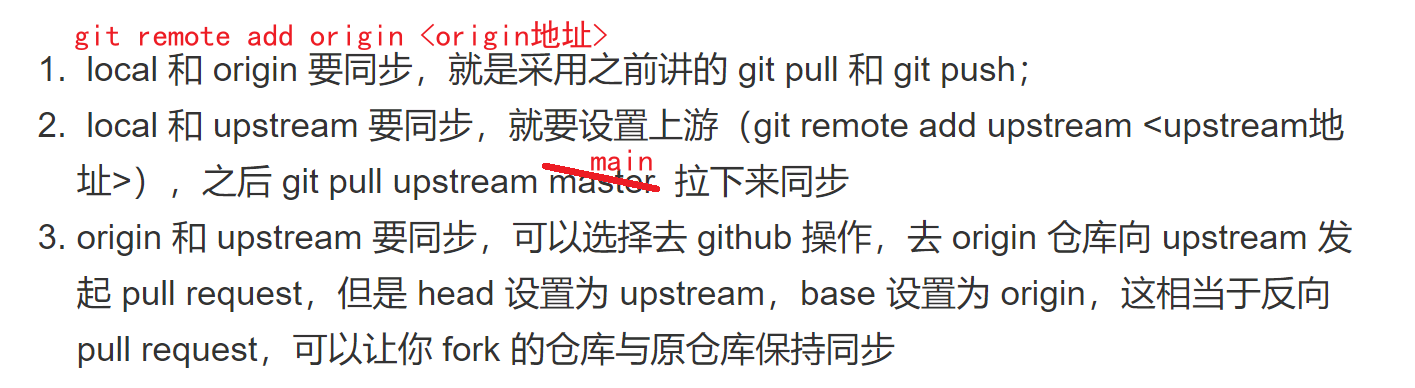 git remote add origin <origin地址>
1. local 和 origin 要同步，就是采用之前讲的 git pull 和 git push；
2. local 和 upstream 要同步，就要设置上游（git remote add upstream <upstream地
main
址>），之后 git pull upstream master 拉下来同步
3. origin 和 upstream 要同步，可以选择去 github 操作，去 origin 仓库向 upstream 发
起 pull request，但是 head 设置为 upstream，base 设置为 origin，这相当于反向
pull request，可以让你 fork 的仓库与原仓库保持同步